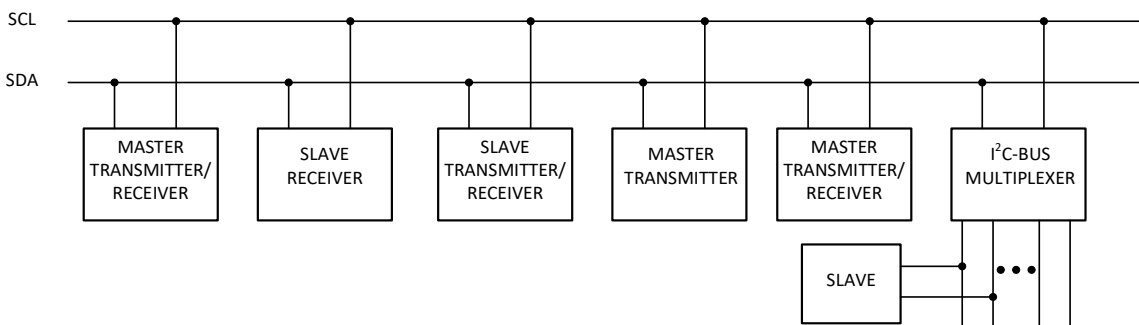 SCL
SDA
MASTER
TRANSMITTER/
RECEIVER
SLAVE
RECEIVER
SLAVE
TRANSMITTER/
RECEIVER
MASTER
TRANSMITTER
MASTER
TRANSMITTER/
RECEIVER
I²C-BUS
MULTIPLEXER
SLAVE